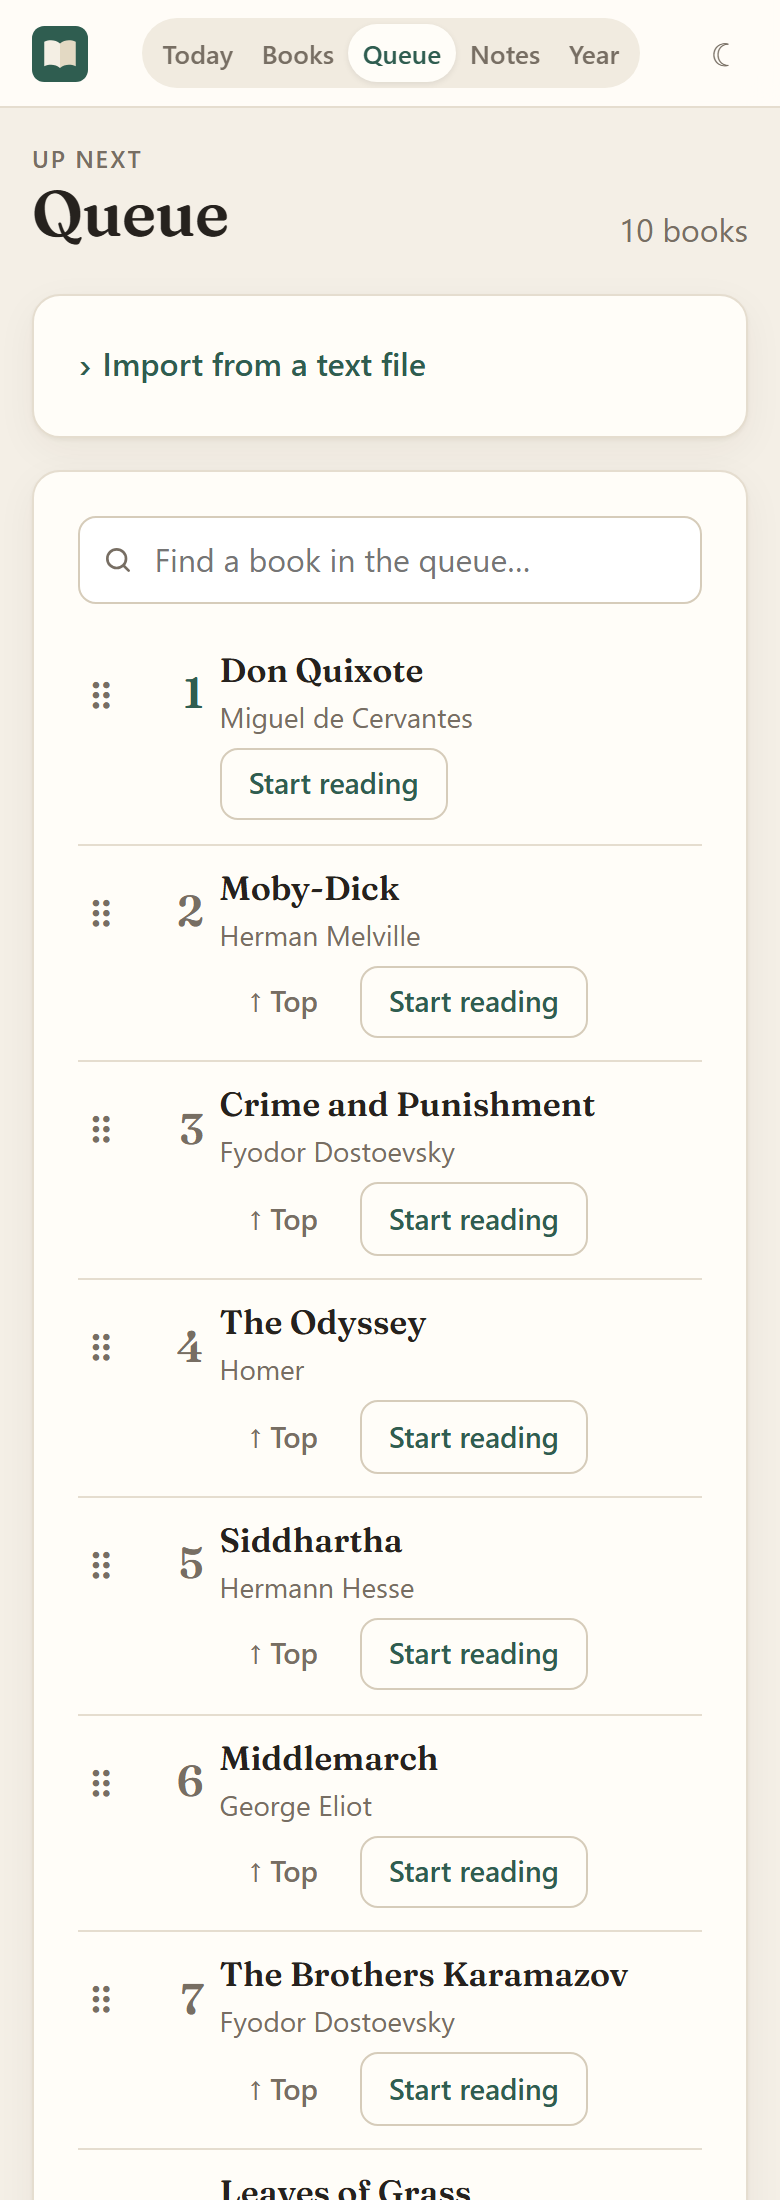 Today Books Queue Notes Year
UP NEXT
Queue
10 books
› Import from a text file
Find a book in the queue...
1 Don Quixote
Miguel de Cervantes
Start reading
2 Moby-Dick
Herman Melville
↑ Top Start reading
3 Crime and Punishment
Fyodor Dostoevsky
↑ Top Start reading
4 The Odyssey
Homer
↑ Top Start reading
5 Siddhartha
Hermann Hesse
↑ Top Start reading
6 Middlemarch
George Eliot
↑ Top Start reading
7 The Brothers Karamazov
Fyodor Dostoevsky
↑ Top Start reading
Leaves of Grass